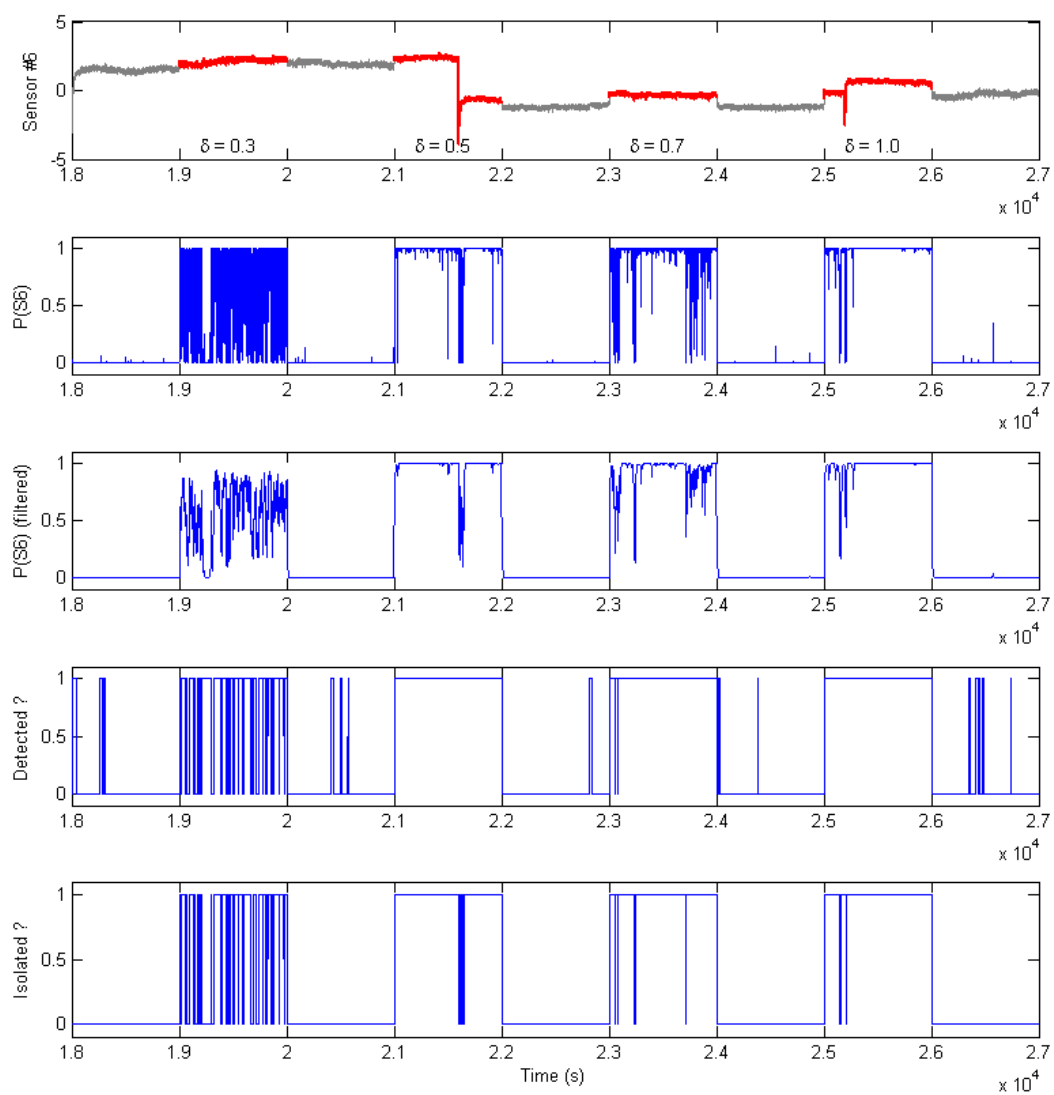 Sensor #6
5
0
-5
δ = 0.3
δ = 0.5
δ = 0.7
δ = 1.0
1.8 1.9 2 2.1 2.2 2.3 2.4 2.5 2.6 2.7
x 10^4
P(S6)
1
0.5
0
1.8 1.9 2 2.1 2.2 2.3 2.4 2.5 2.6 2.7
x 10^4
P(S6) (filtered)
1
0.5
0
1.8 1.9 2 2.1 2.2 2.3 2.4 2.5 2.6 2.7
x 10^4
Detected ?
1
0.5
0
1.8 1.9 2 2.1 2.2 2.3 2.4 2.5 2.6 2.7
x 10^4
Isolated ?
1
0.5
0
1.8 1.9 2 2.1 2.2 2.3 2.4 2.5 2.6 2.7
Time (s)
x 10^4